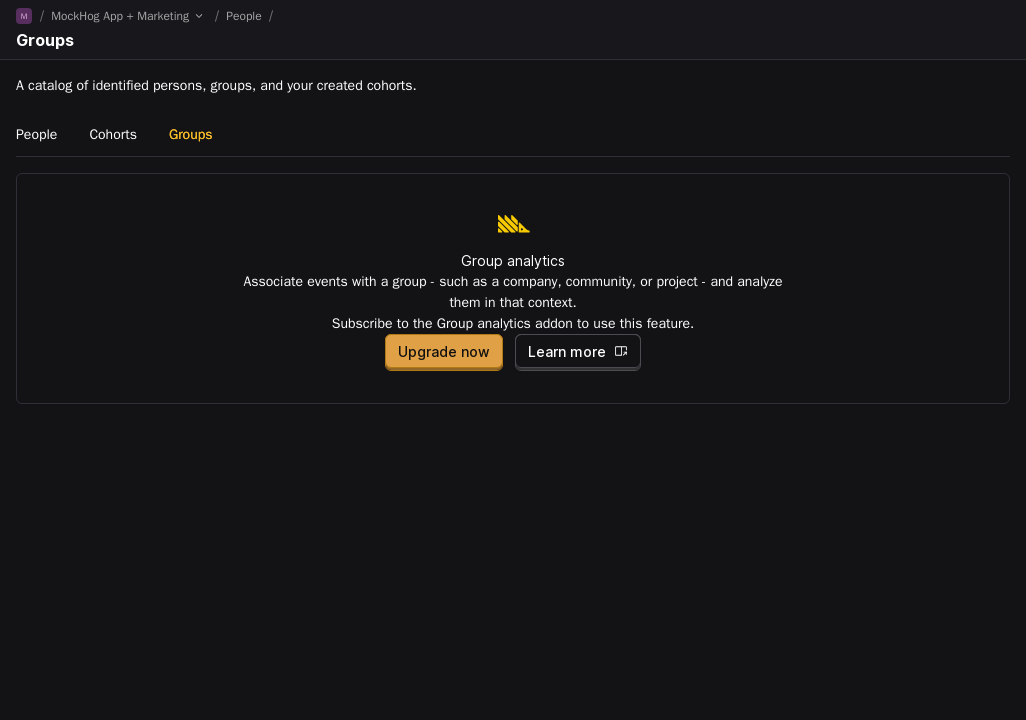 M / MockHog App + Marketing / People /
Groups
A catalog of identified persons, groups, and your created cohorts.
People Cohorts Groups
Group analytics
Associate events with a group - such as a company, community, or project - and analyze
them in that context.
Subscribe to the Group analytics addon to use this feature.
Upgrade now Learn more